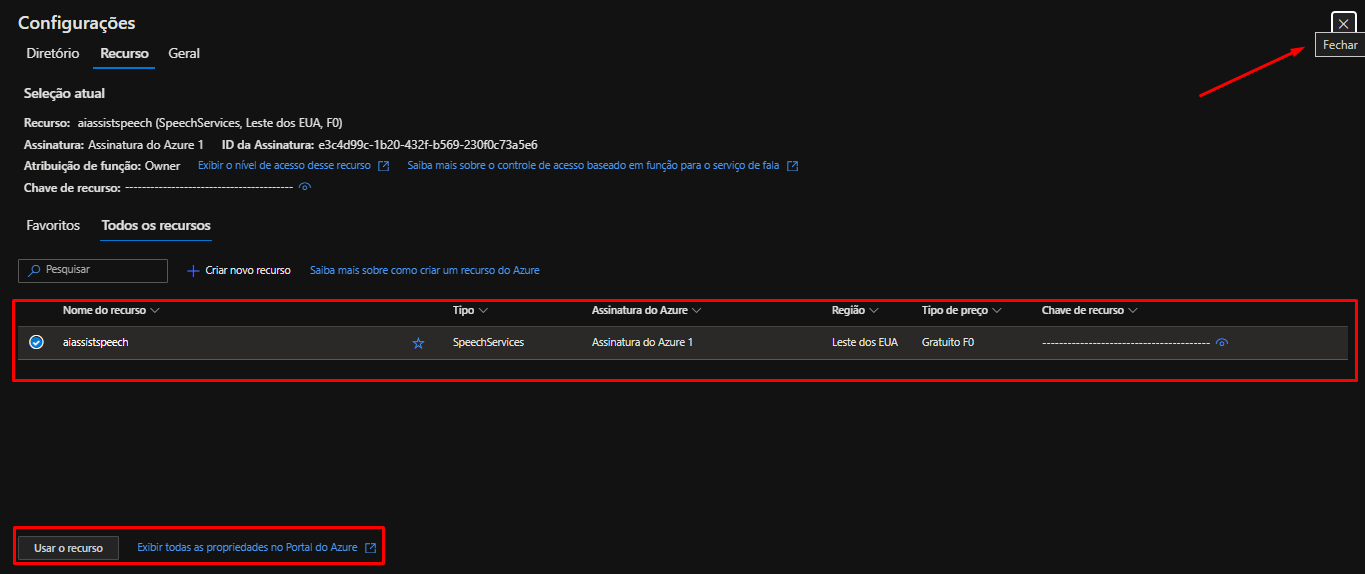 Configurações
Fechar
Diretório Recurso Geral
Seleção atual
Recurso: aiassistspeech (SpeechServices, Leste dos EUA, F0)
Assinatura: Assinatura do Azure 1 ID da Assinatura: e3c4d99c-1b20-432f-b569-230f0c73a5e6
Atribuição de função: Owner Exibir o nível de acesso desse recurso Saiba mais sobre o controle de acesso baseado em função para o serviço de fala
Chave de recurso: ----------------------------------------
Favoritos Todos os recursos
Pesquisar Criar novo recurso Saiba mais sobre como criar um recurso do Azure
Nome do recurso Tipo Assinatura do Azure Região Tipo de preço Chave de recurso
aiassistspeech SpeechServices Assinatura do Azure 1 Leste dos EUA Gratuito F0 ----------------------------------------
Usar o recurso Exibir todas as propriedades no Portal do Azure